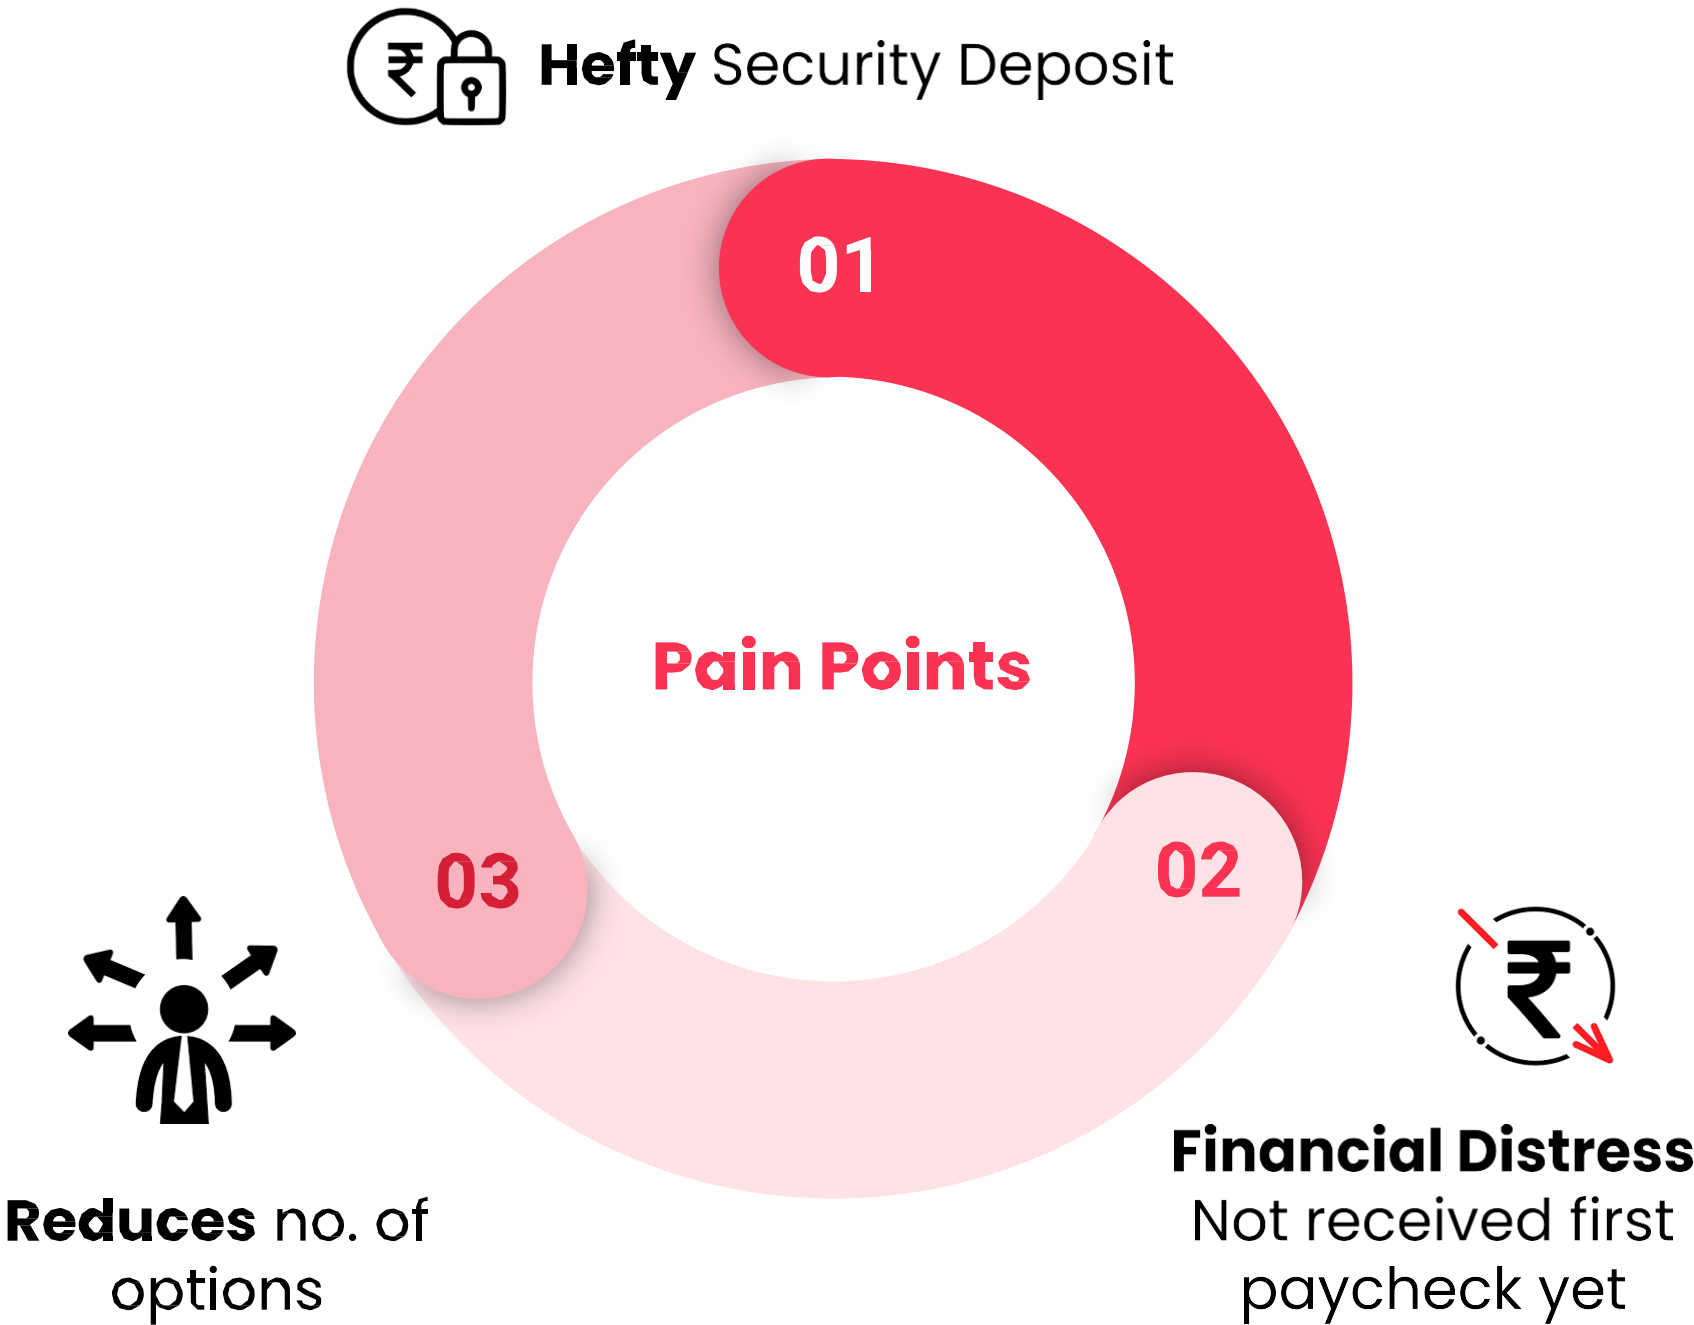 ₹ Hefty Security Deposit
01
Pain Points
02
03
₹
Financial Distress
Not received first
paycheck yet
Reduces no. of
options